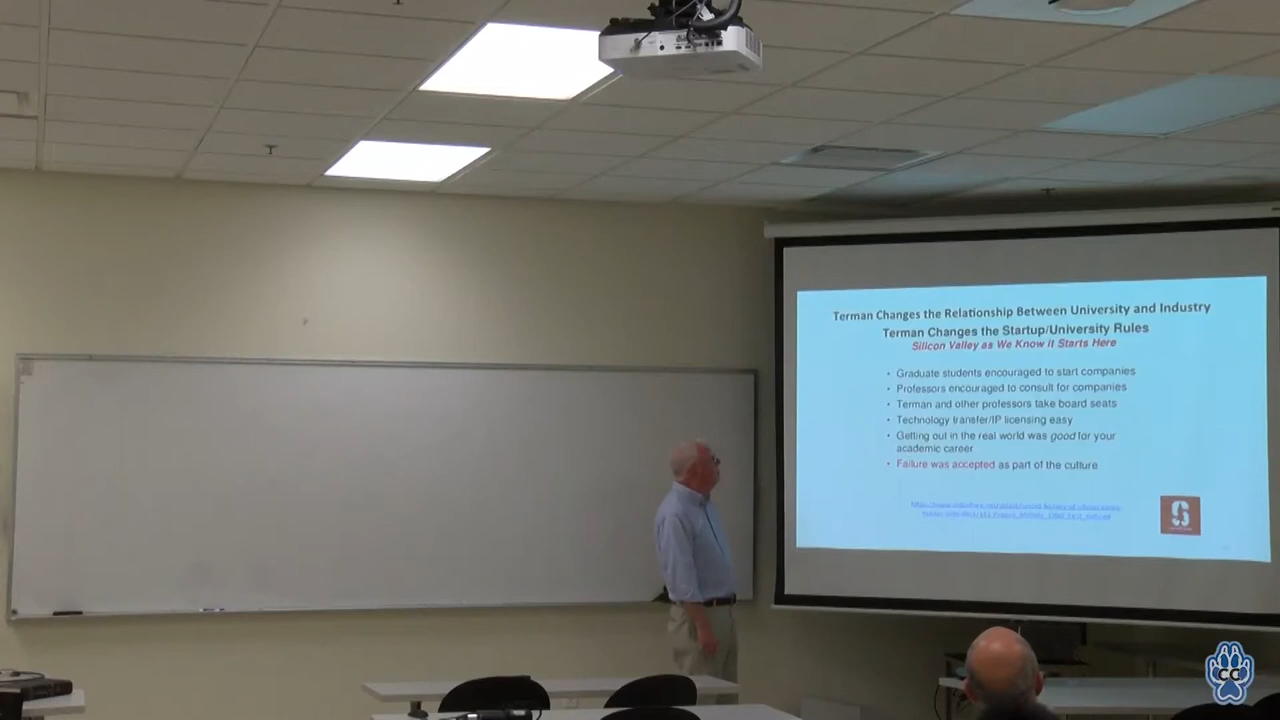 Terman Changes the Relationship Between University and Industry
Terman Changes the Startup/University Rules
Silicon Valley as We Know it Starts Here
• Graduate students encouraged to start companies
• Professors encouraged to consult for companies
• Terman and other professors take board seats
• Technology transfer/IP licensing easy
• Getting out in the real world was good for your
academic career
• Failure was accepted as part of the culture
S
CC